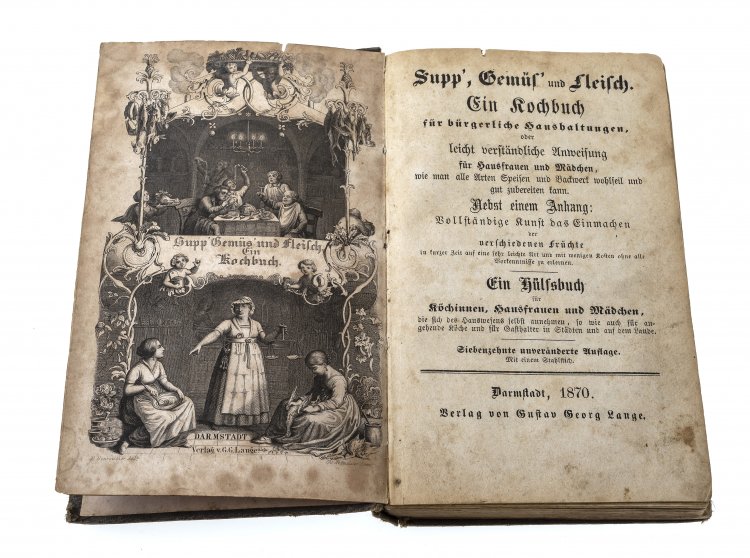 Supp' Gemüs' und Fleisch
Ein
Kochbuch.
DARMSTADT
Verlag v. G.G. Lange
Supp', Gemüs' und Fleisch.
Ein Kochbuch
für bürgerliche Haushaltungen,
oder
leicht verständliche Anweisung
für Hausfrauen und Mädchen,
wie man alle Arten Speisen und Backwerk wohlfeil und
gut zubereiten kann.
Nebst einem Anhang:
Vollständige Kunst das Einmachen
der
verschiedenen Früchte
in kurzer Zeit auf eine sehr leichte Art und mit wenigen Kosten ohne alle
Vorkenntnisse zu erlernen.
Ein Hülfsbuch
für
Köchinnen, Hausfrauen und Mädchen,
die sich des Hauswesens selbst annehmen, so wie auch für an-
gehende Köche und für Gasthalter in Städten und auf dem Lande.
Siebenzehnte unveränderte Auflage.
Mit einem Stahlstich.
Darmstadt, 1870.
Verlag von Gustav Georg Lange.